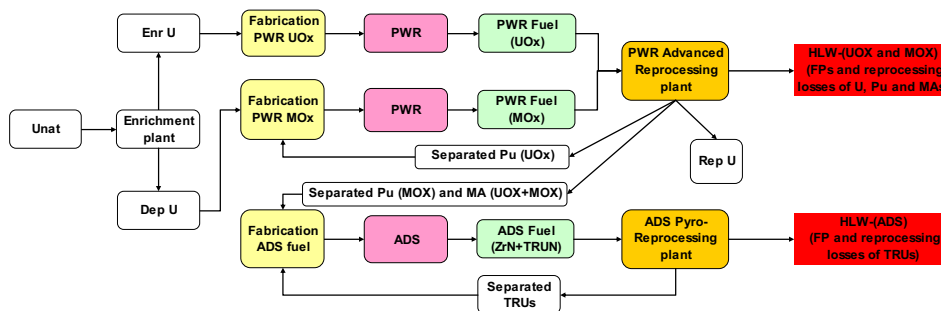 Enr U
Fabrication
PWR UOx
PWR
PWR Fuel
(UOx)
PWR Advanced
Reprocessing
plant
HLW-(UOX and MOX)
(FPs and reprocessing
losses of U, Pu and MAs
Unat
Enrichment
plant
Fabrication
PWR MOx
PWR
PWR Fuel
(MOx)
Separated Pu (UOx)
Rep U
Separated Pu (MOX) and MA (UOX+MOX)
Dep U
Fabrication
ADS fuel
ADS
ADS Fuel
(ZrN+TRUN)
ADS Pyro-
Reprocessing
plant
HLW-(ADS)
(FP and reprocessing
losses of TRUs)
Separated
TRUs